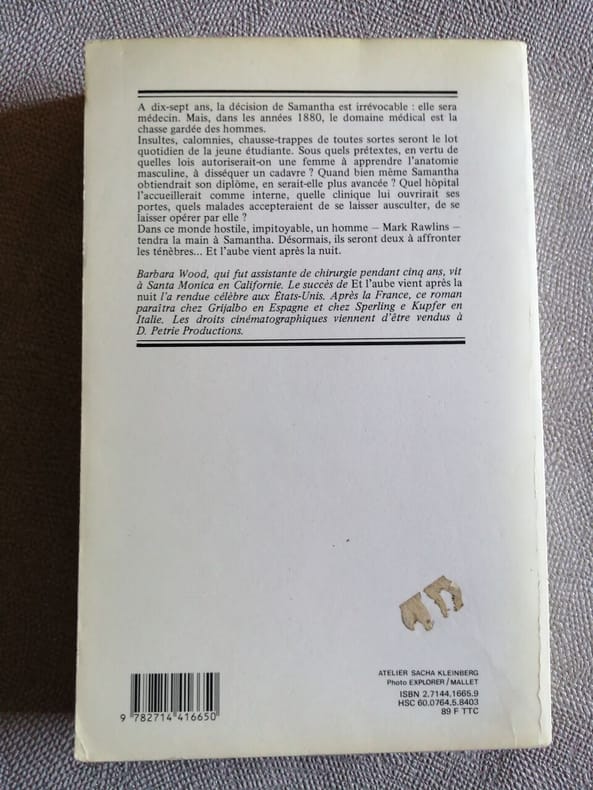 A dix-sept ans, la décision de Samantha est irrévocable : elle sera
médecin. Mais, dans les années 1880, le domaine médical est la
chasse gardée des hommes.
Insultes, calomnies, chausse-trappes de toutes sortes seront le lot
quotidien de la jeune étudiante. Sous quels prétextes, en vertu de
quelles lois autoriserait-on une femme à apprendre l'anatomie
masculine, à disséquer un cadavre ? Quand bien même Samantha
obtiendrait son diplôme, en serait-elle plus avancée ? Quel hôpital
l'accueillerait comme interne, quelle clinique lui ouvrirait ses
portes, quels malades accepteraient de se laisser ausculter, de se
laisser opérer par elle ?
Dans ce monde hostile, impitoyable, un homme — Mark Rawlins —
tendra la main à Samantha. Désormais, ils seront deux à affronter
les ténèbres... Et l'aube vient après la nuit.
Barbara Wood, qui fut assistante de chirurgie pendant cinq ans, vit
à Santa Monica en Californie. Le succès de Et l'aube vient après la
nuit l'a rendue célèbre aux Etats-Unis. Après la France, ce roman
paraîtra chez Grijalbo en Espagne et chez Sperling e Kupfer en
Italie. Les droits cinématographiques viennent d'être vendus à
D. Petrie Productions.
ATELIER SACHA KLEINBERG
Photo EXPLORER/MALLET
ISBN 2.7144,1665.9
HSC 60.0764,5.8403
89 F TTC
9 782714 416650